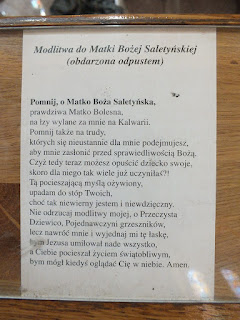 Modlitwa do Matki Bożej Saletyńskiej
(obdarzona odpustem)
Pomnij, o Matko Boża Saletyńska,
prawdziwa Matko Bolesna,
na łzy wylane za mnie na Kalwarii.
Pomnij także na trudy,
których się nieustannie dla mnie podejmujesz,
aby mnie zasłonić przed sprawiedliwością Bożą.
Czyż tedy teraz możesz opuścić dziecko swoje,
skoro dla niego tak wiele już uczyniłaś?!
Tą pocieszającą myślą ożywiony,
upadam do stóp Twoich,
choć tak niewierny jestem i niewdzięczny.
Nie odrzucaj modlitwy mojej, o Przeczysta
Dziewico, Pojednawczyni grzeszników,
lecz nawróć mnie i wyjednaj mi tę łaskę,
bym Jezusa umiłował nade wszystko,
a Ciebie pocieszał życiem świątobliwym,
bym mógł kiedyś oglądać Cię w niebie. Amen.